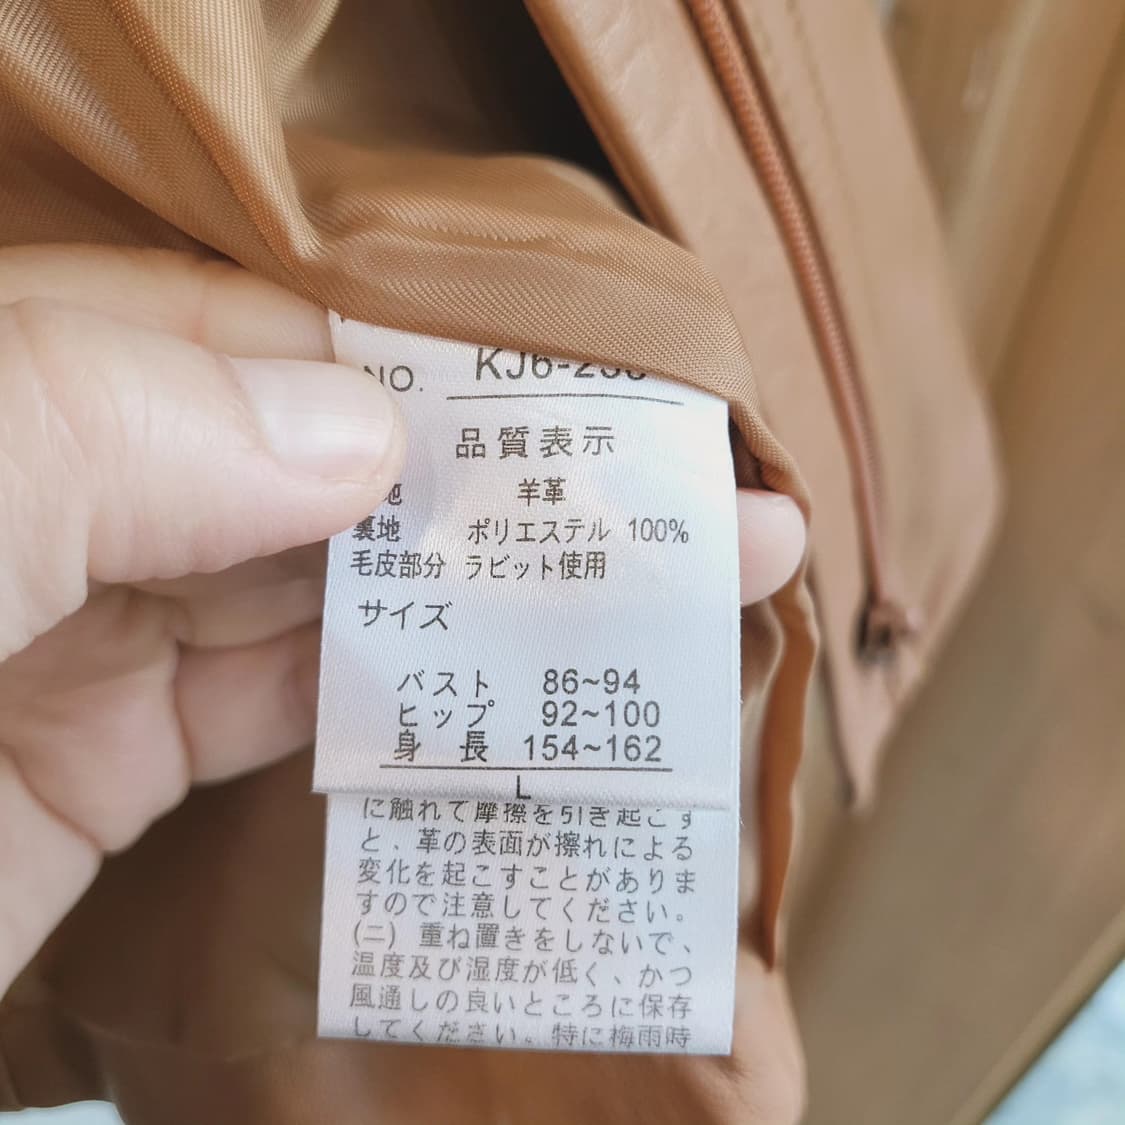 NO.
品質表示
羊革
裏地 ポリエステル 100%
毛皮部分 ラビット使用
サイズ
バスト 86~94
ヒップ 92~100
身長 154~162
L
に触れて摩擦を引き起こす
と、革の表面が擦れによる
変化を起こすことがありま
すので注意してください。
(二) 重ね置きをしないで、
温度及び湿度が低く、かつ
風通しの良いところに保存
してください。特に梅雨時